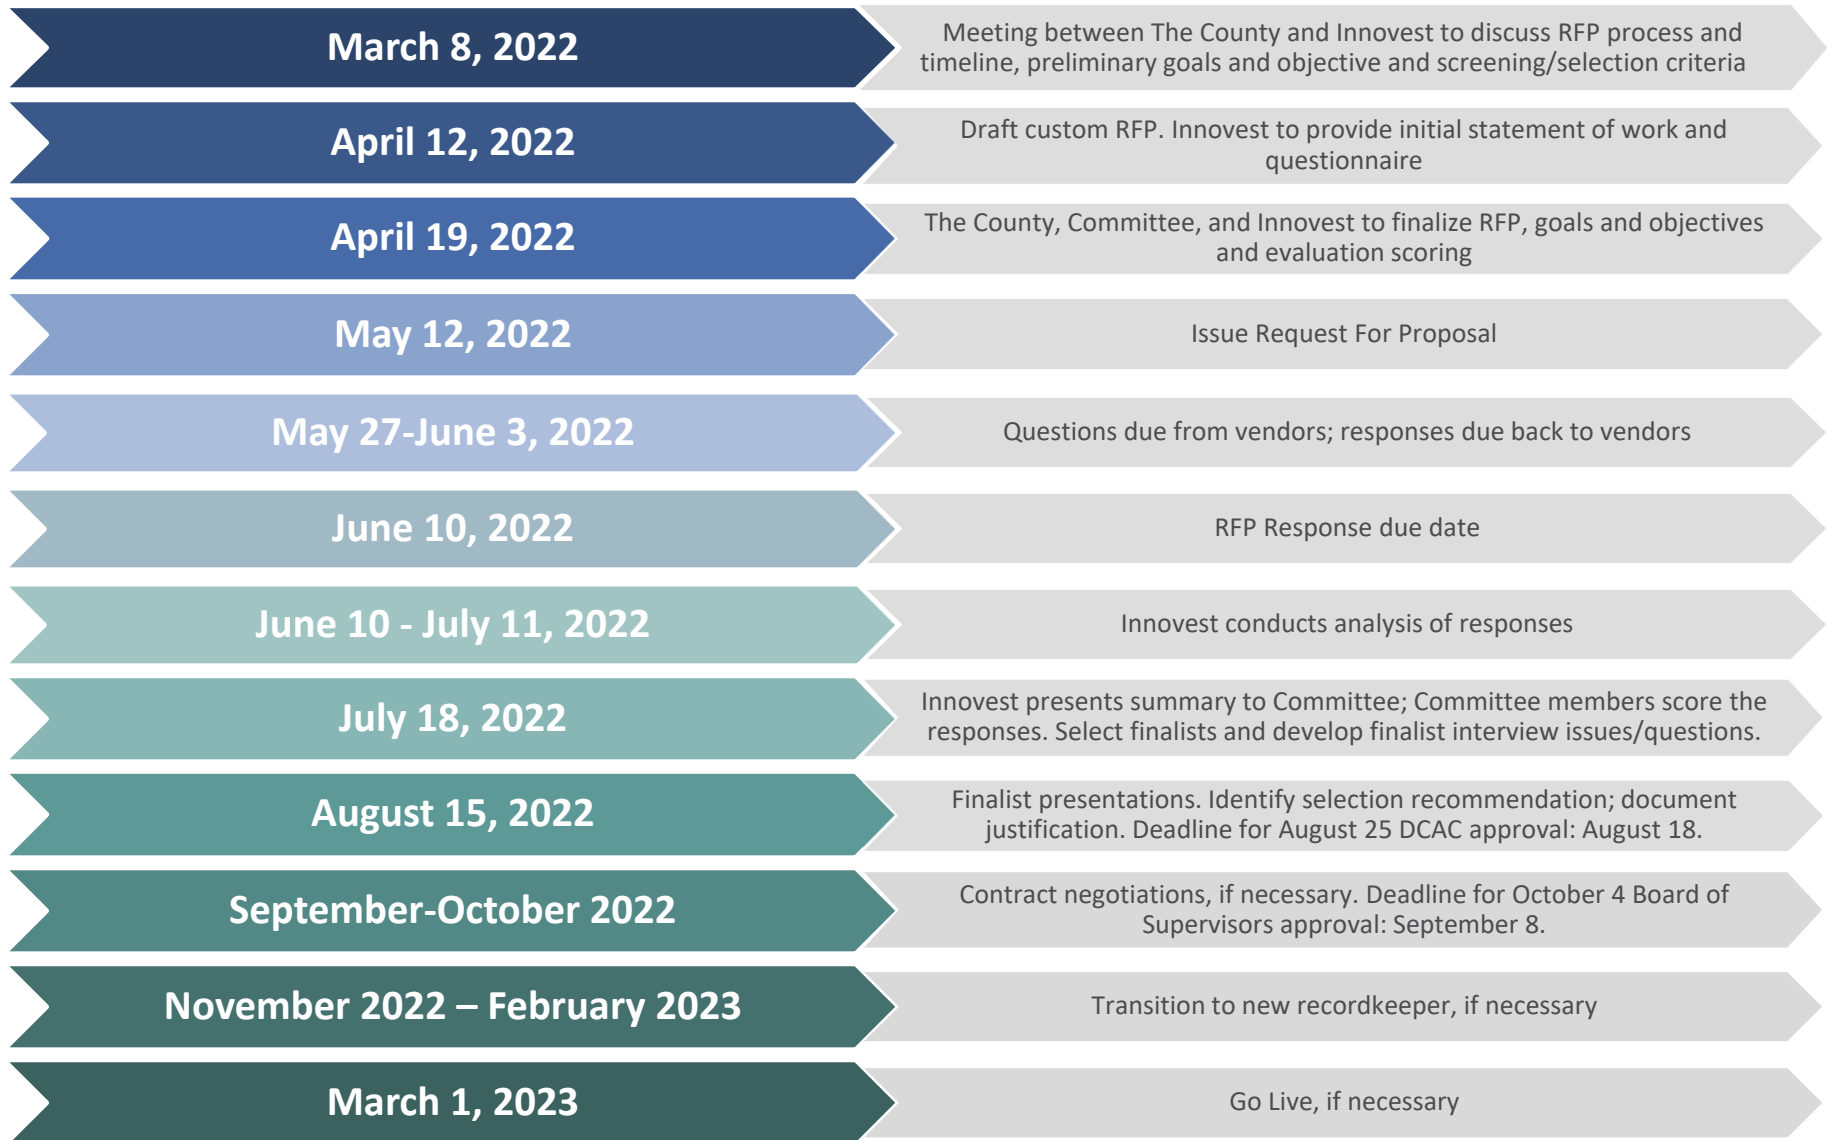 March 8, 2022
Meeting between The County and Innovest to discuss RFP process and
timeline, preliminary goals and objective and screening/selection criteria
April 12, 2022
Draft custom RFP. Innovest to provide initial statement of work and
questionnaire
April 19, 2022
The County, Committee, and Innovest to finalize RFP, goals and objectives
and evaluation scoring
May 12, 2022
Issue Request For Proposal
May 27-June 3, 2022
Questions due from vendors; responses due back to vendors
June 10, 2022
RFP Response due date
June 10 - July 11, 2022
Innovest conducts analysis of responses
July 18, 2022
Innovest presents summary to Committee; Committee members score the
responses. Select finalists and develop finalist interview issues/questions.
August 15, 2022
Finalist presentations. Identify selection recommendation; document
justification. Deadline for August 25 DCAC approval: August 18.
September-October 2022
Contract negotiations, if necessary. Deadline for October 4 Board of
Supervisors approval: September 8.
November 2022 – February 2023
Transition to new recordkeeper, if necessary
March 1, 2023
Go Live, if necessary